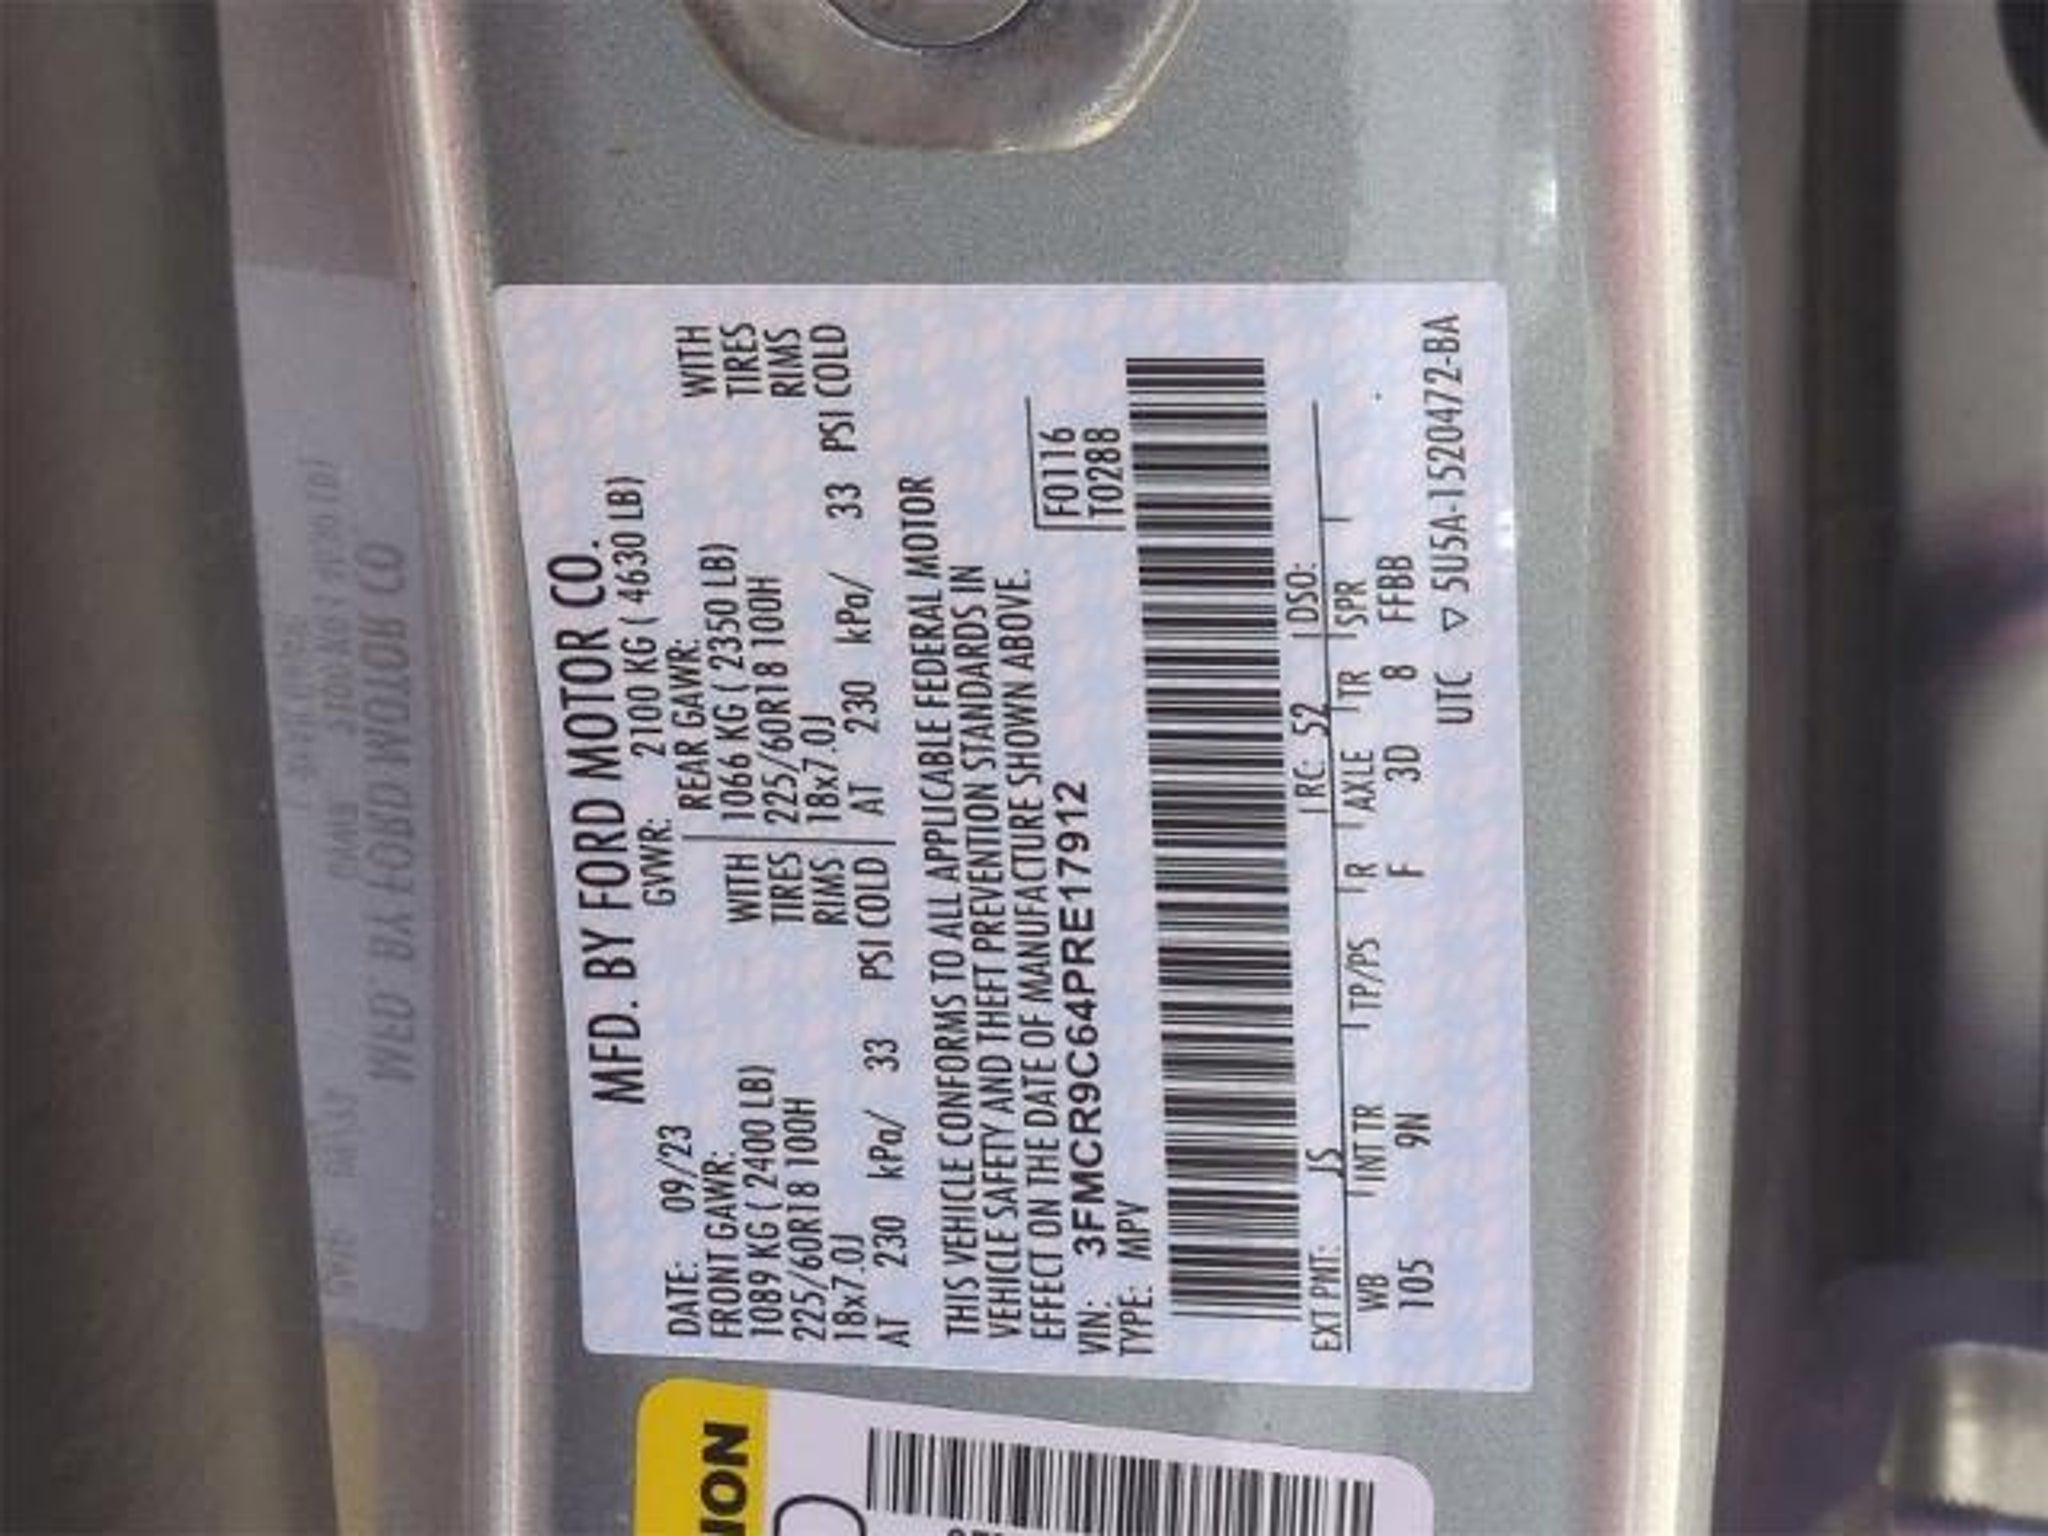 MFD. BY FORD MOTOR CO.
DATE: 09/23 GVWR: 2100 KG ( 4630 LB)
FRONT GAWR: REAR GAWR:
1089 KG ( 2400 LB) WITH 1066 KG ( 2350 LB) WITH
225/60R18 100H TIRES 225/60R18 100H TIRES
18x7.0J RIMS 18x7.0J RIMS
AT 230 kPa/ 33 PSI COLD AT 230 kPa/ 33 PSI COLD
THIS VEHICLE CONFORMS TO ALL APPLICABLE FEDERAL MOTOR
VEHICLE SAFETY AND THEFT PREVENTION STANDARDS IN
EFFECT ON THE DATE OF MANUFACTURE SHOWN ABOVE.
VIN: 3FMCR9C64PRE17912 F0116
TYPE: MPV T0288
EXT PNT: JS RC: 52 DSO:
WB INT TR TP/PS R AXLE TR SPR
105 9N F 3D 8 FFBB
UTC ▽ 5U5A-1520472-BA